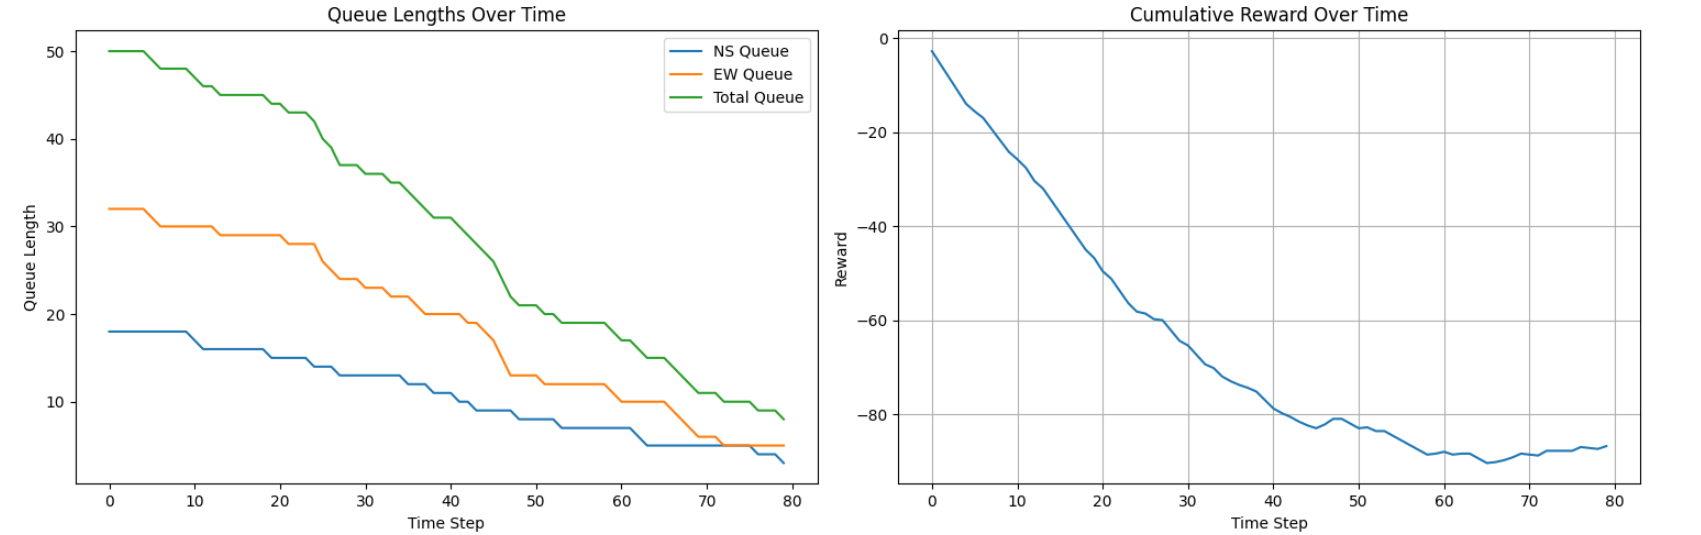 Queue Lengths Over Time
NS Queue
EW Queue
Total Queue
Queue Length
50
40
30
20
10
0 10 20 30 40 50 60 70 80
Time Step
Cumulative Reward Over Time
Reward
0
−20
−40
−60
−80
0 10 20 30 40 50 60 70 80
Time Step